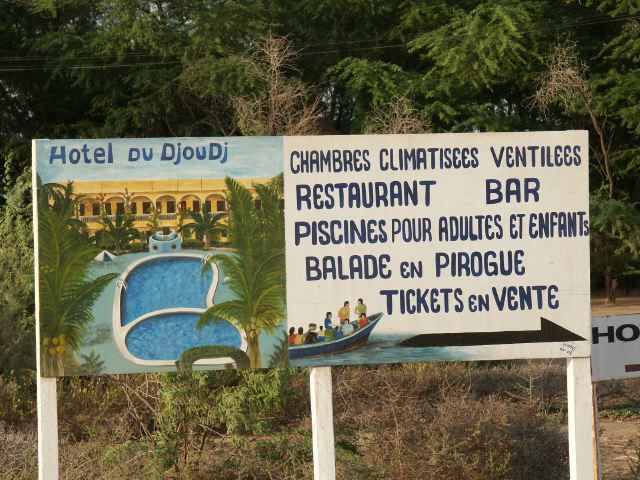 Hotel DU DJouDJ
CHAMBRES CLIMATISEES VENTILEES
RESTAURANT BAR
PISCINES POUR ADULTES ET ENFANTS
BALADE en PIROGUE
TICKETS en VENTE
HO